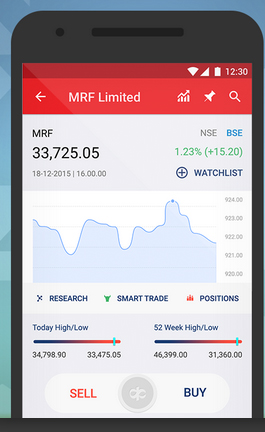 12:30
MRF Limited
MRF NSE BSE
33,725.05 1.23% (+15.20)
18-12-2015 | 16.00.00 WATCHLIST
924.00
923.00
922.00
921.00
920.00
RESEARCH SMART TRADE POSITIONS
Today High/Low 52 Week High/Low
34,798.90 33,475.05 46,399.00 31,360.00
SELL BUY